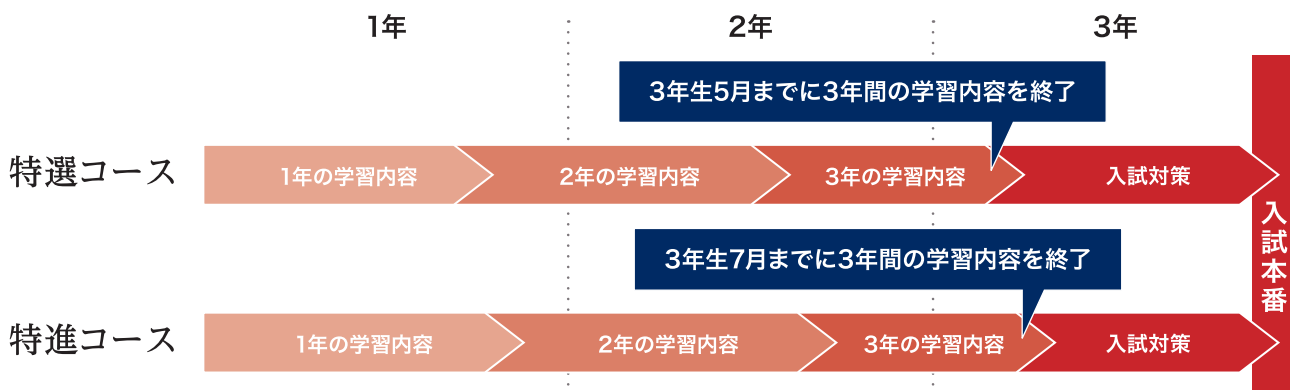 1年
2年
3年
3年生5月までに3年間の学習内容を終了
特選コース
1年の学習内容
2年の学習内容
3年の学習内容
入試対策
3年生7月までに3年間の学習内容を終了
特進コース
1年の学習内容
2年の学習内容
3年の学習内容
入試対策
入試本番